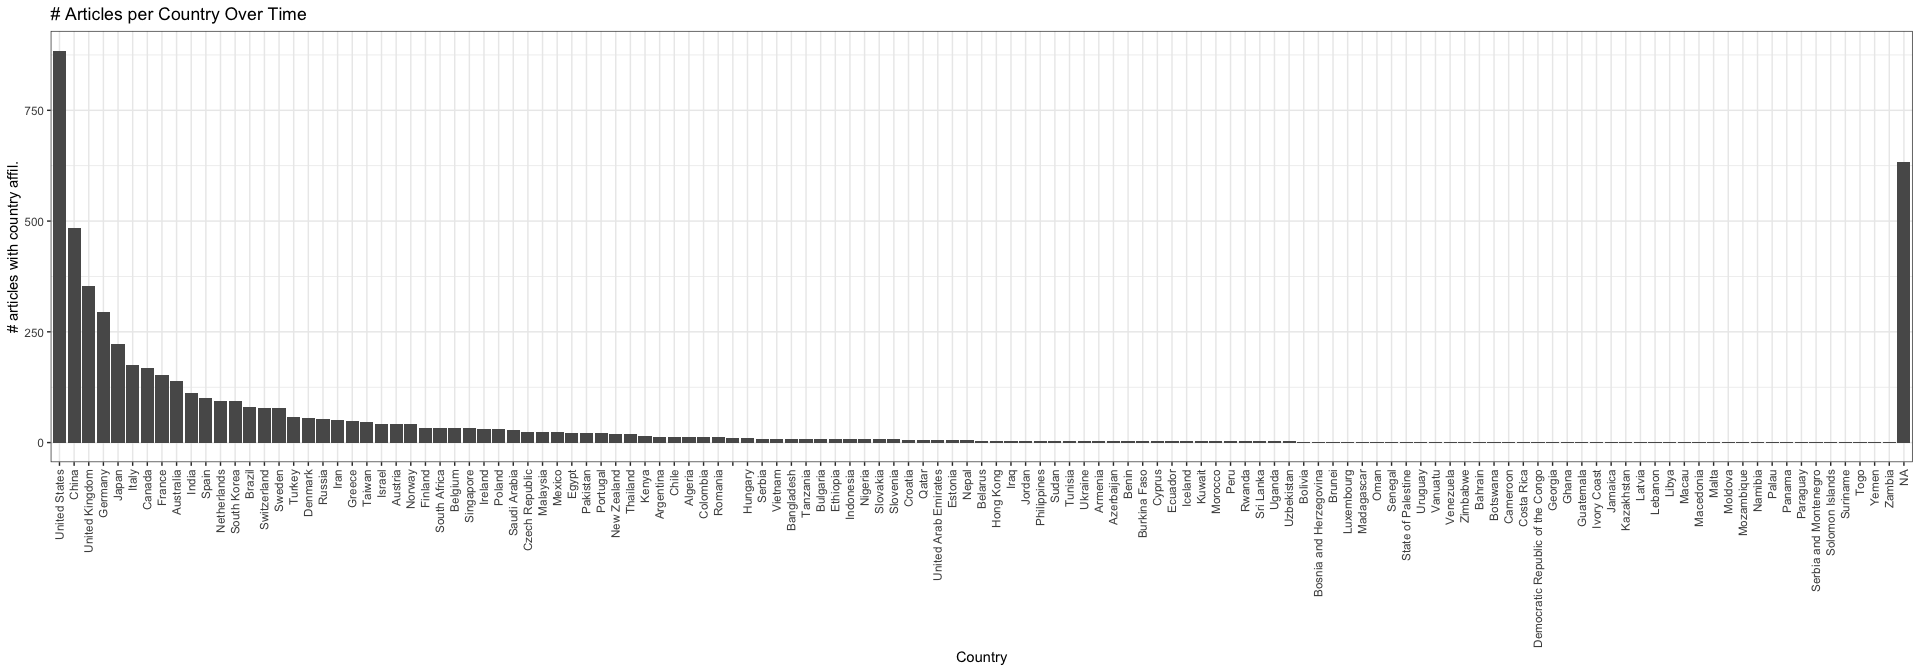 # Articles per Country Over Time
# articles with country affil.
750
500
250
0
United States
China
United Kingdom
Germany
Japan
Italy
Canada
France
Australia
India
Spain
Netherlands
South Korea
Brazil
Switzerland
Sweden
Turkey
Denmark
Russia
Iran
Greece
Taiwan
Israel
Austria
Norway
Finland
South Africa
Belgium
Singapore
Ireland
Poland
Saudi Arabia
Czech Republic
Malaysia
Mexico
Egypt
Pakistan
Portugal
New Zealand
Thailand
Kenya
Argentina
Chile
Algeria
Colombia
Romania
Hungary
Serbia
Vietnam
Bangladesh
Tanzania
Bulgaria
Ethiopia
Indonesia
Nigeria
Slovakia
Slovenia
Croatia
Qatar
United Arab Emirates
Estonia
Nepal
Belarus
Hong Kong
Iraq
Jordan
Philippines
Sudan
Tunisia
Ukraine
Armenia
Azerbaijan
Benin
Burkina Faso
Cyprus
Ecuador
Iceland
Kuwait
Morocco
Peru
Rwanda
Sri Lanka
Uganda
Uzbekistan
Bolivia
Bosnia and Herzegovina
Brunei
Luxembourg
Madagascar
Oman
Senegal
State of Palestine
Uruguay
Vanuatu
Venezuela
Zimbabwe
Bahrain
Botswana
Cameroon
Costa Rica
Democratic Republic of the Congo
Georgia
Ghana
Guatemala
Ivory Coast
Jamaica
Kazakhstan
Latvia
Lebanon
Libya
Macau
Macedonia
Malta
Moldova
Mozambique
Namibia
Palau
Panama
Paraguay
Serbia and Montenegro
Solomon Islands
Suriname
Togo
Yemen
Zambia
NA
Country